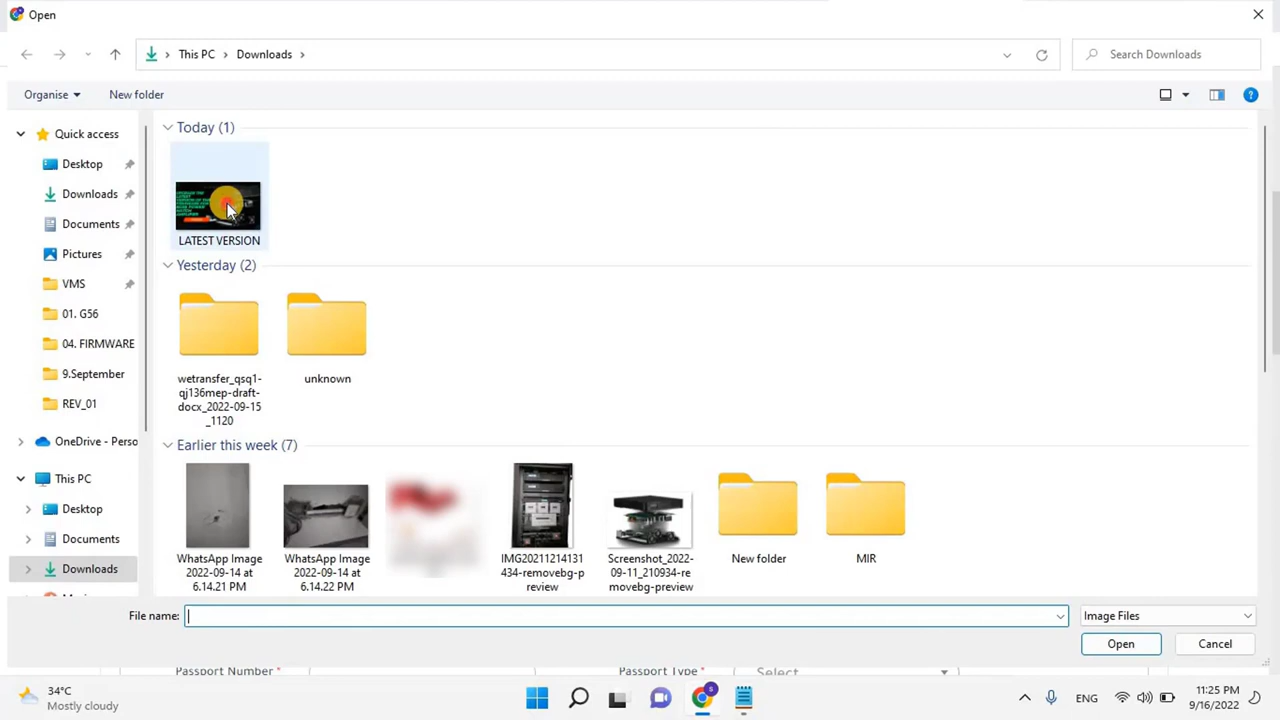 Open
This PC
Downloads
Search Downloads
Organise
New folder
Quick access
Desktop
Downloads
Documents
Pictures
VMS
01. G56
04. FIRMWARE
9.September
REV_01
OneDrive - Perso
This PC
Desktop
Documents
Downloads
Today (1)
LATEST VERSION
Yesterday (2)
wetransfer_qsq1-
qj136mep-draft-
docx_2022-09-15
_1120
unknown
Earlier this week (7)
WhatsApp Image
2022-09-14 at
6.14.21 PM
WhatsApp Image
2022-09-14 at
6.14.22 PM
IMG20211214131
434-removebg-p
review
Screenshot_2022-
09-11_210934-re
movebg-preview
New folder
MIR
File name:
Image Files
Open
Cancel
Passport Number *
Passport Type *
Select
34°C
Mostly cloudy
ENG
11:25 PM
9/16/2022